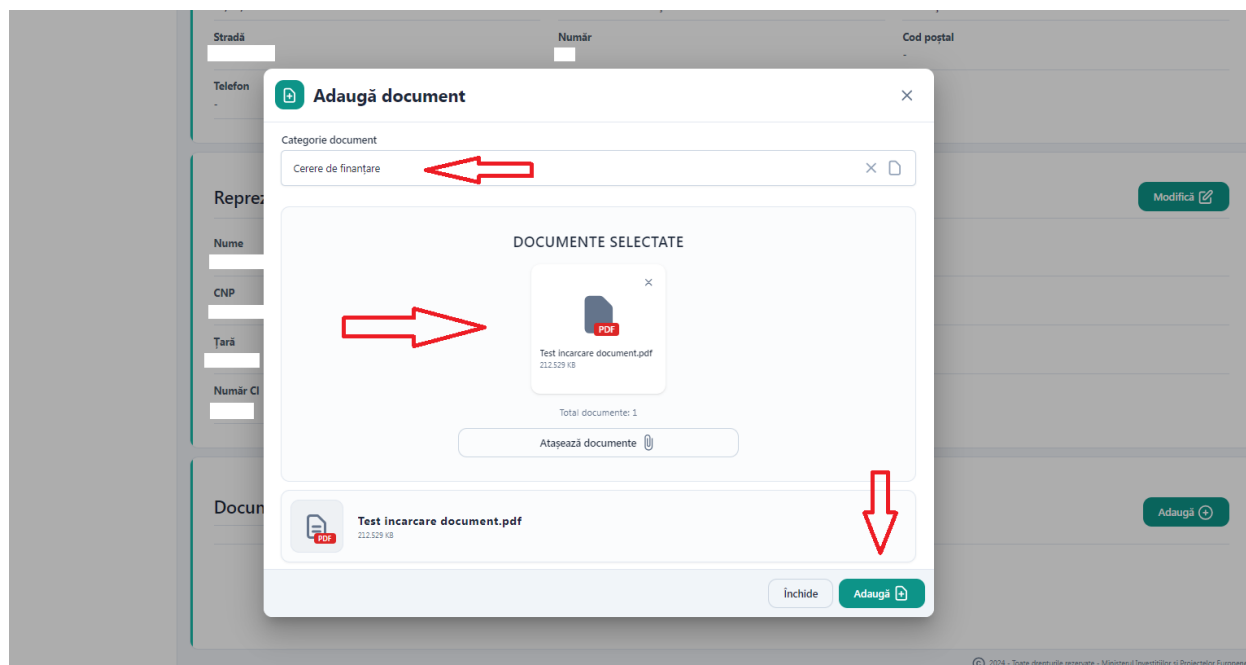 Stradă
Număr
Cod poștal
-
Telefon
-
Adaugă document
Categorie document
Cerere de finanțare
Modifică
Nume
DOCUMENTE SELECTATE
CNP
PDF
Țară
Test incarcare document.pdf
212.529 KB
Număr CI
Total documente: 1
Atașează documente
Adaugă
Test incarcare document.pdf
PDF
212.529 KB
Închide
Adaugă
© 2024 - Toate drepturile rezervate - Ministerul Investițiilor și Proiectelor Europene